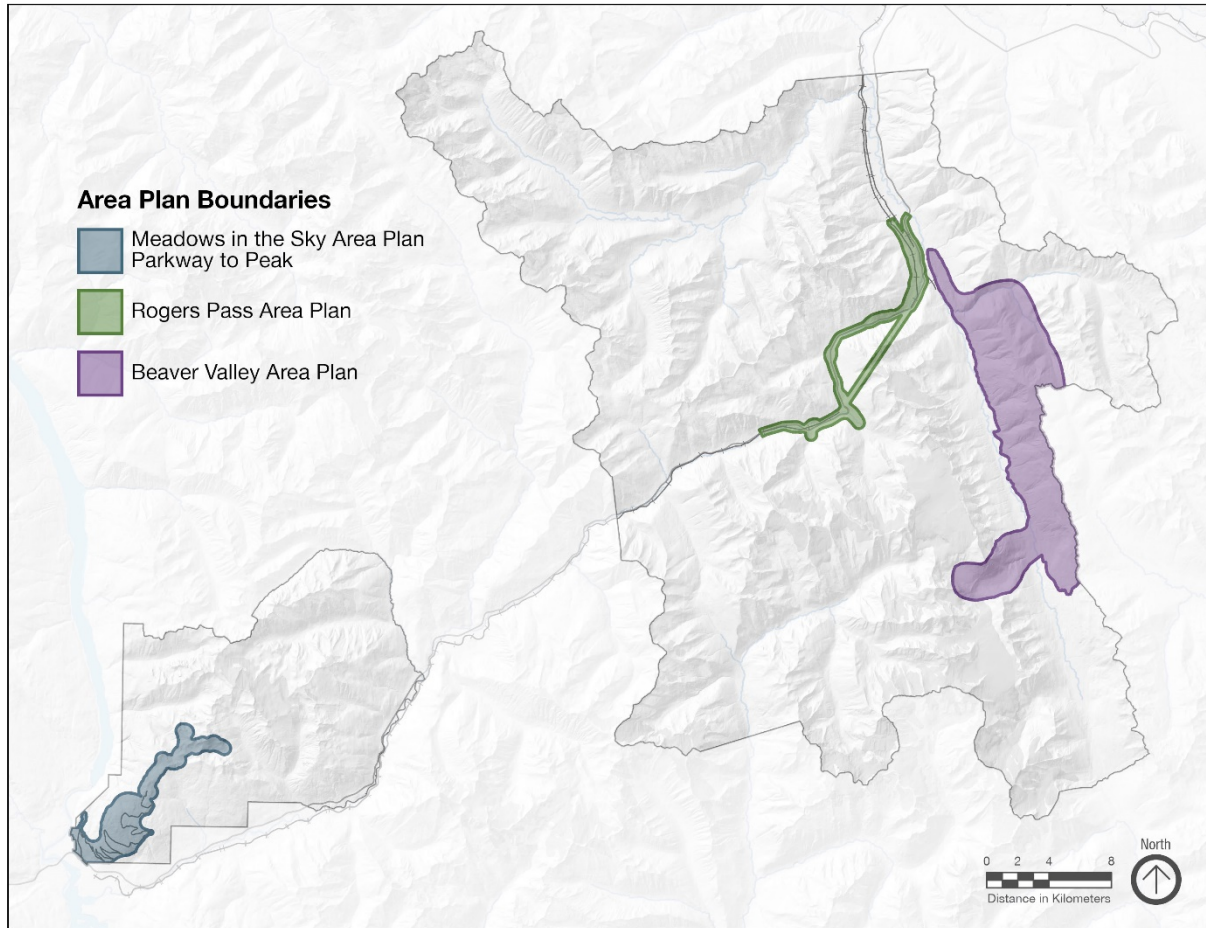 Area Plan Boundaries
Meadows in the Sky Area Plan
Parkway to Peak
Rogers Pass Area Plan
Beaver Valley Area Plan
North
0 2 4 8
Distance in Kilometers